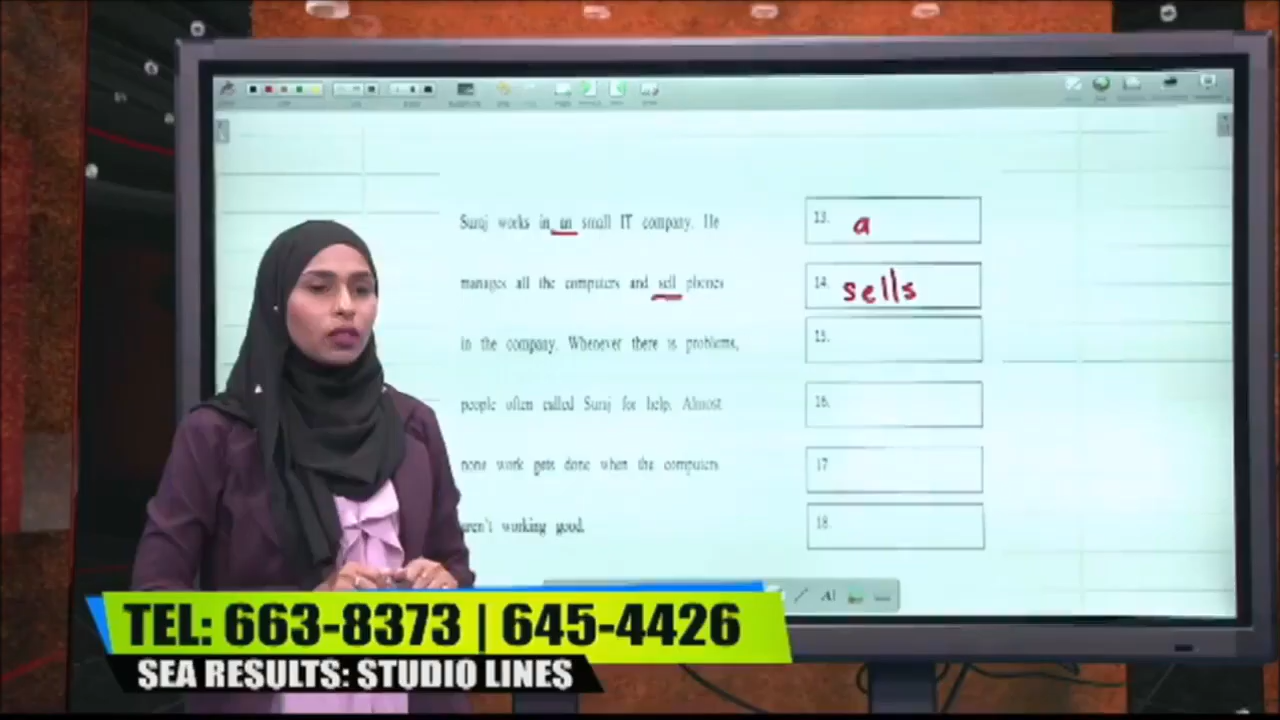 Suraj works in an small IT company. He
13. a
manages all the computers and sell phones
14. sells
in the company. Whenever there is problems,
15.
people often called Suraj for help. Almost
16.
none work gets done when the computers
17
aren't working good.
18.
A
TEL: 663-8373 | 645-4426
SEA RESULTS: STUDIO LINES